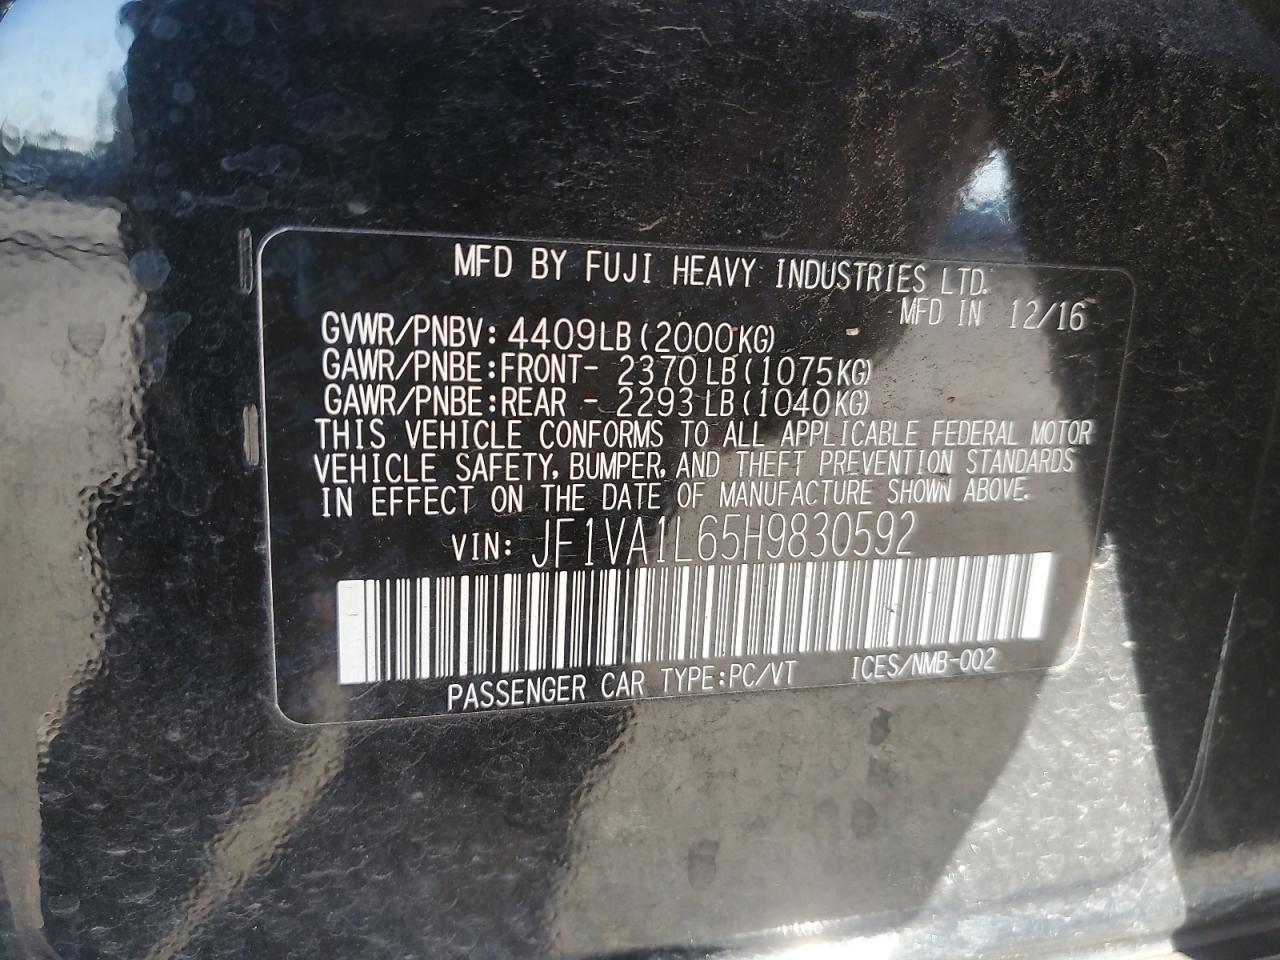 MFD BY FUJI HEAVY INDUSTRIES LTD.
MFD IN 12/16
GVWR/PNBV: 4409LB(2000KG)
GAWR/PNBE:FRONT- 2370LB(1075KG)
GAWR/PNBE:REAR - 2293LB(1040KG)
THIS VEHICLE CONFORMS TO ALL APPLICABLE FEDERAL MOTOR
VEHICLE SAFETY, BUMPER, AND THEFT PREVENTION STANDARDS
IN EFFECT ON THE DATE OF MANUFACTURE SHOWN ABOVE.
VIN: JF1VA1L65H9830592
PASSENGER CAR TYPE:PC/VT ICES/NMB-002